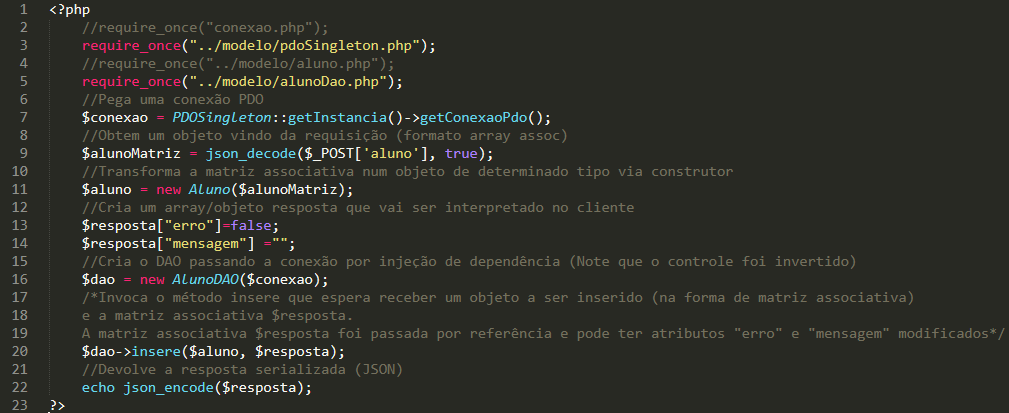 1 <?php
2 //require_once("conexao.php");
3 require_once("../modelo/pdoSingleton.php");
4 //require_once("../modelo/aluno.php");
5 require_once("../modelo/alunoDao.php");
6 //Pega uma conexão PDO
7 $conexao = PDOSingleton::getInstancia()->getConexaoPdo();
8 //Obtem um objeto vindo da requisição (formato array assoc)
9 $alunoMatriz = json_decode($_POST['aluno'], true);
10 //Transforma a matriz associativa num objeto de determinado tipo via construtor
11 $aluno = new Aluno($alunoMatriz);
12 //Cria um array/objeto resposta que vai ser interpretado no cliente
13 $resposta["erro"]=false;
14 $resposta["mensagem"] ="";
15 //Cria o DAO passando a conexão por injeção de dependência (Note que o controle foi invertido)
16 $dao = new AlunoDAO($conexao);
17 /*Invoca o método insere que espera receber um objeto a ser inserido (na forma de matriz associativa)
18 e a matriz associativa $resposta.
19 A matriz associativa $resposta foi passada por referência e pode ter atributos "erro" e "mensagem" modificados*/
20 $dao->insere($aluno, $resposta);
21 //Devolve a resposta serializada (JSON)
22 echo json_encode($resposta);
23 ?>